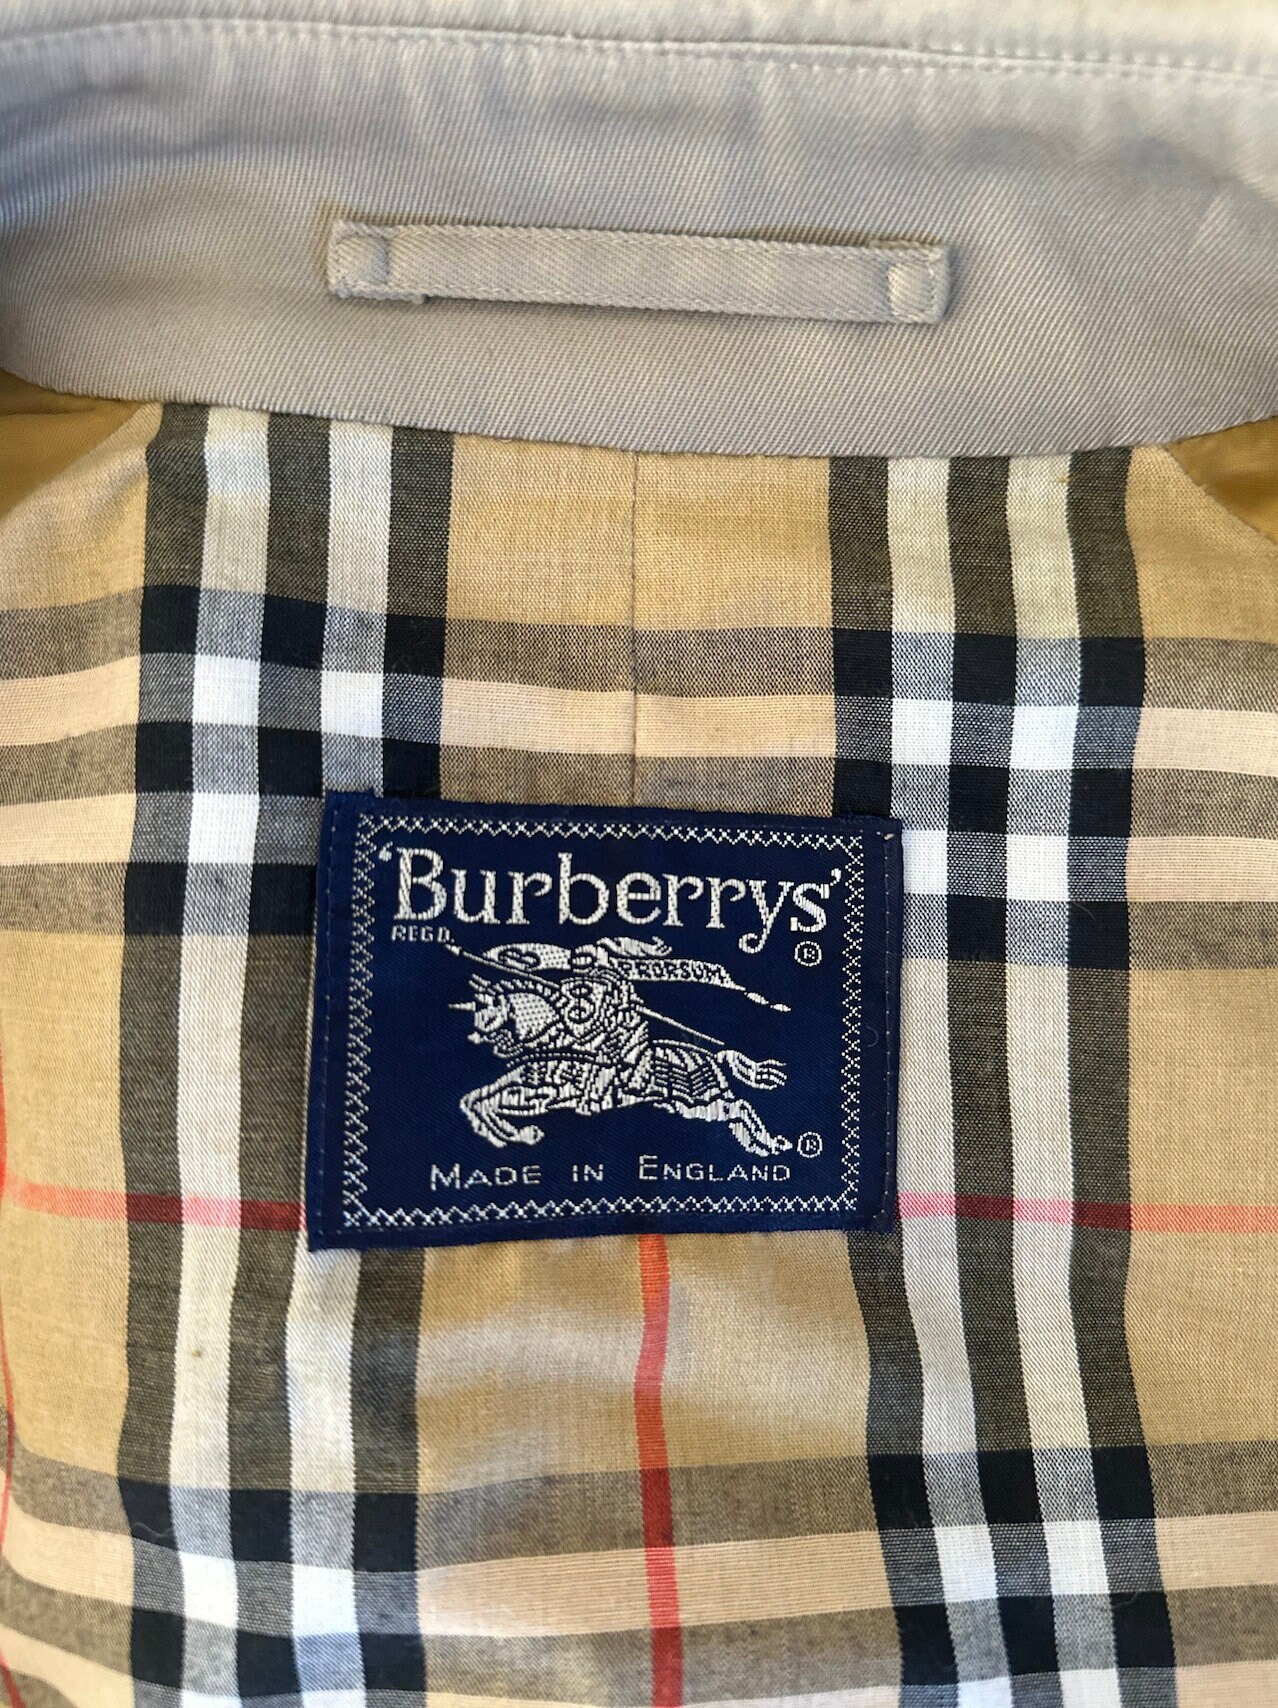 ‘Burberrys’
REGD. ®
PRORSUM
®
MADE IN ENGLAND